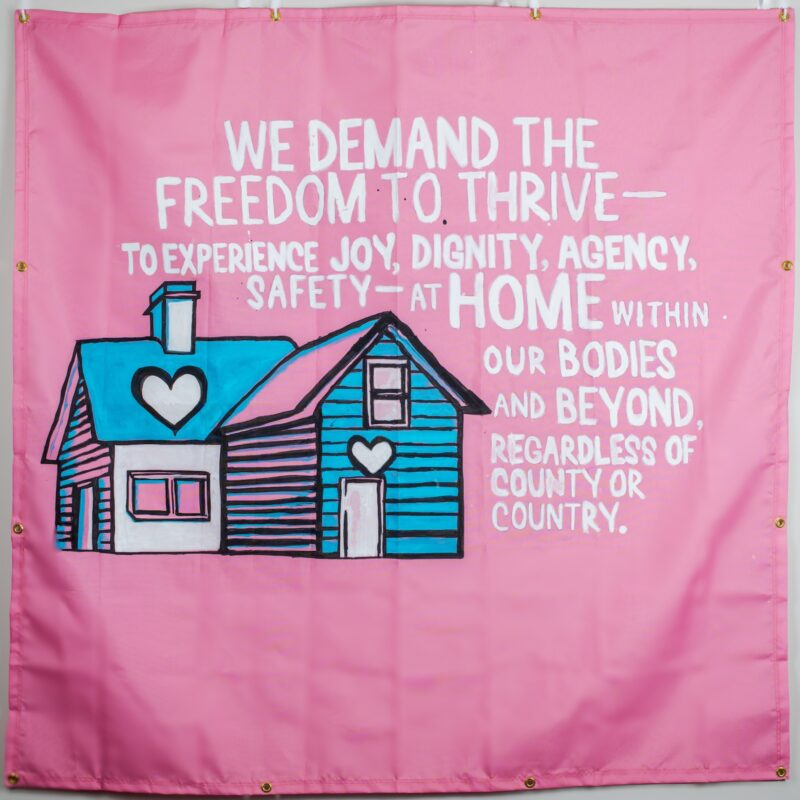 WE DEMAND THE
FREEDOM TO THRIVE—
TO EXPERIENCE JOY, DIGNITY, AGENCY,
SAFETY— AT HOME WITHIN
OUR BODIES
AND BEYOND,
REGARDLESS OF
COUNTY OR
COUNTRY.